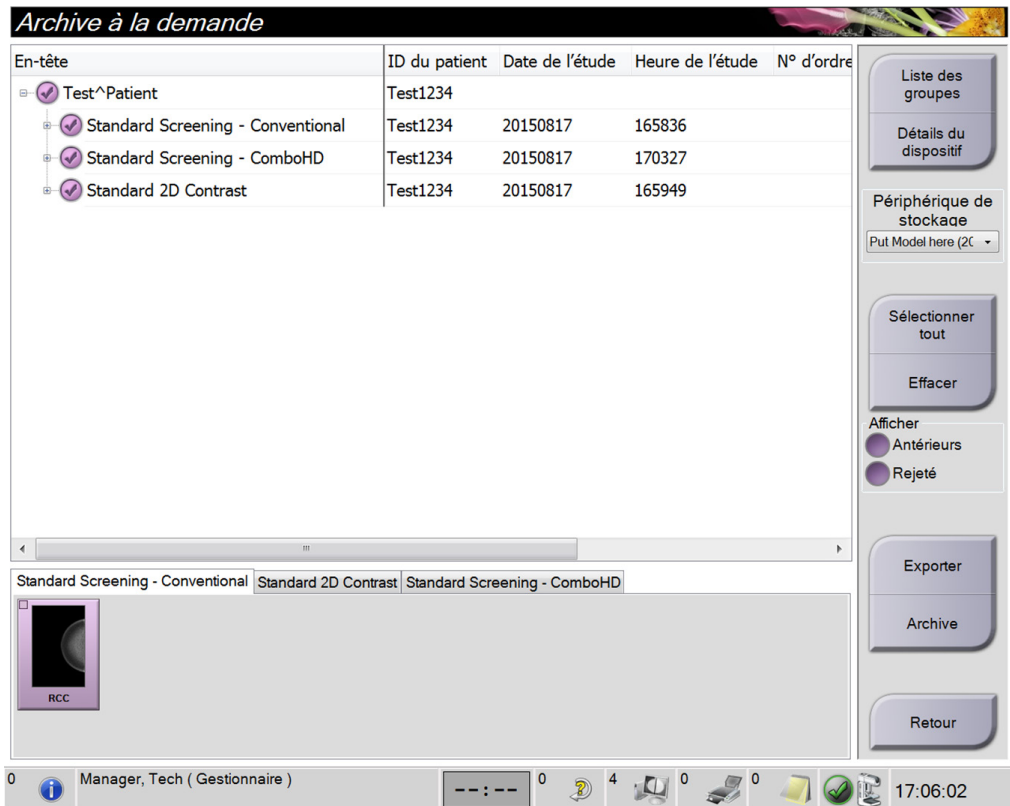 Archive à la demande
En-tête ID du patient Date de l'étude Heure de l'étude N° d'ordre
Test^Patient Test1234
Standard Screening - Conventional Test1234 20150817 165836
Standard Screening - ComboHD Test1234 20150817 170327
Standard 2D Contrast Test1234 20150817 165949
Liste des
groupes
Détails du
dispositif
Périphérique de
stockage
Put Model here (20
Sélectionner
tout
Effacer
Afficher
Antérieurs
Rejeté
Exporter
Archive
Retour
Standard Screening - Conventional Standard 2D Contrast Standard Screening - ComboHD
RCC
0 Manager, Tech ( Gestionnaire ) --:-- 0 4 0 0 17:06:02